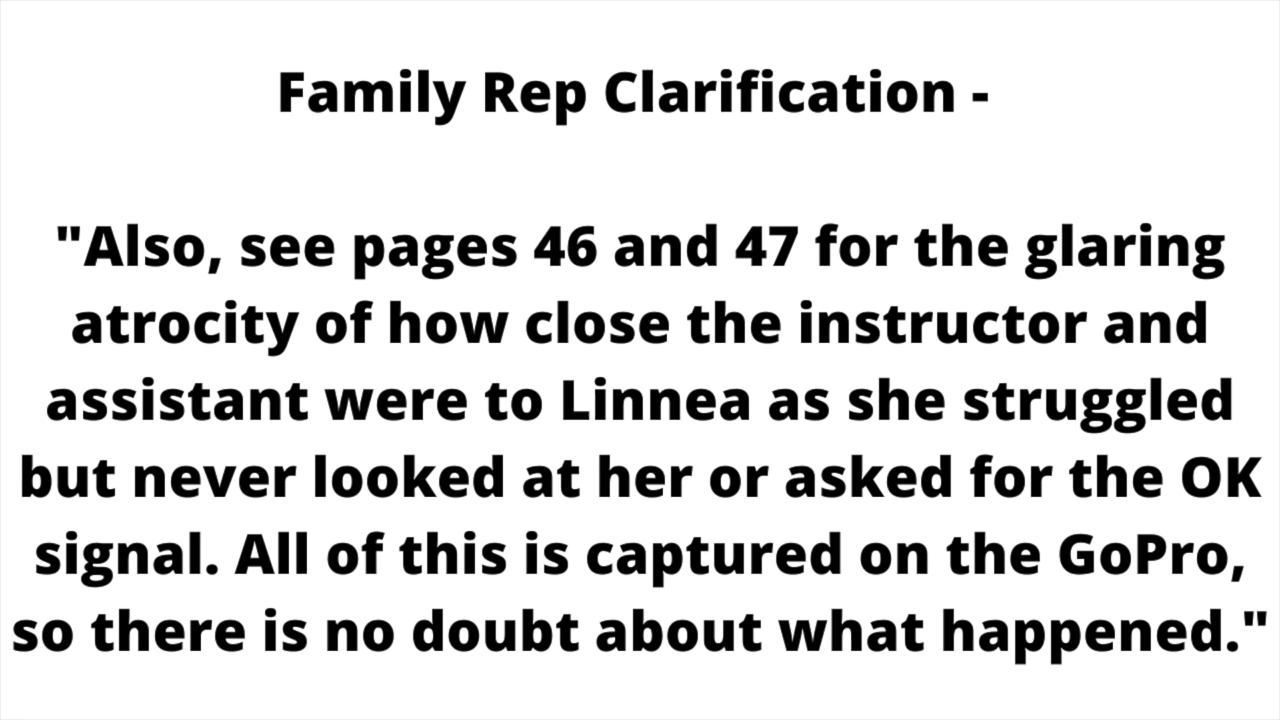 Family Rep Clarification -
"Also, see pages 46 and 47 for the glaring
atrocity of how close the instructor and
assistant were to Linnea as she struggled
but never looked at her or asked for the OK
signal. All of this is captured on the GoPro,
so there is no doubt about what happened."